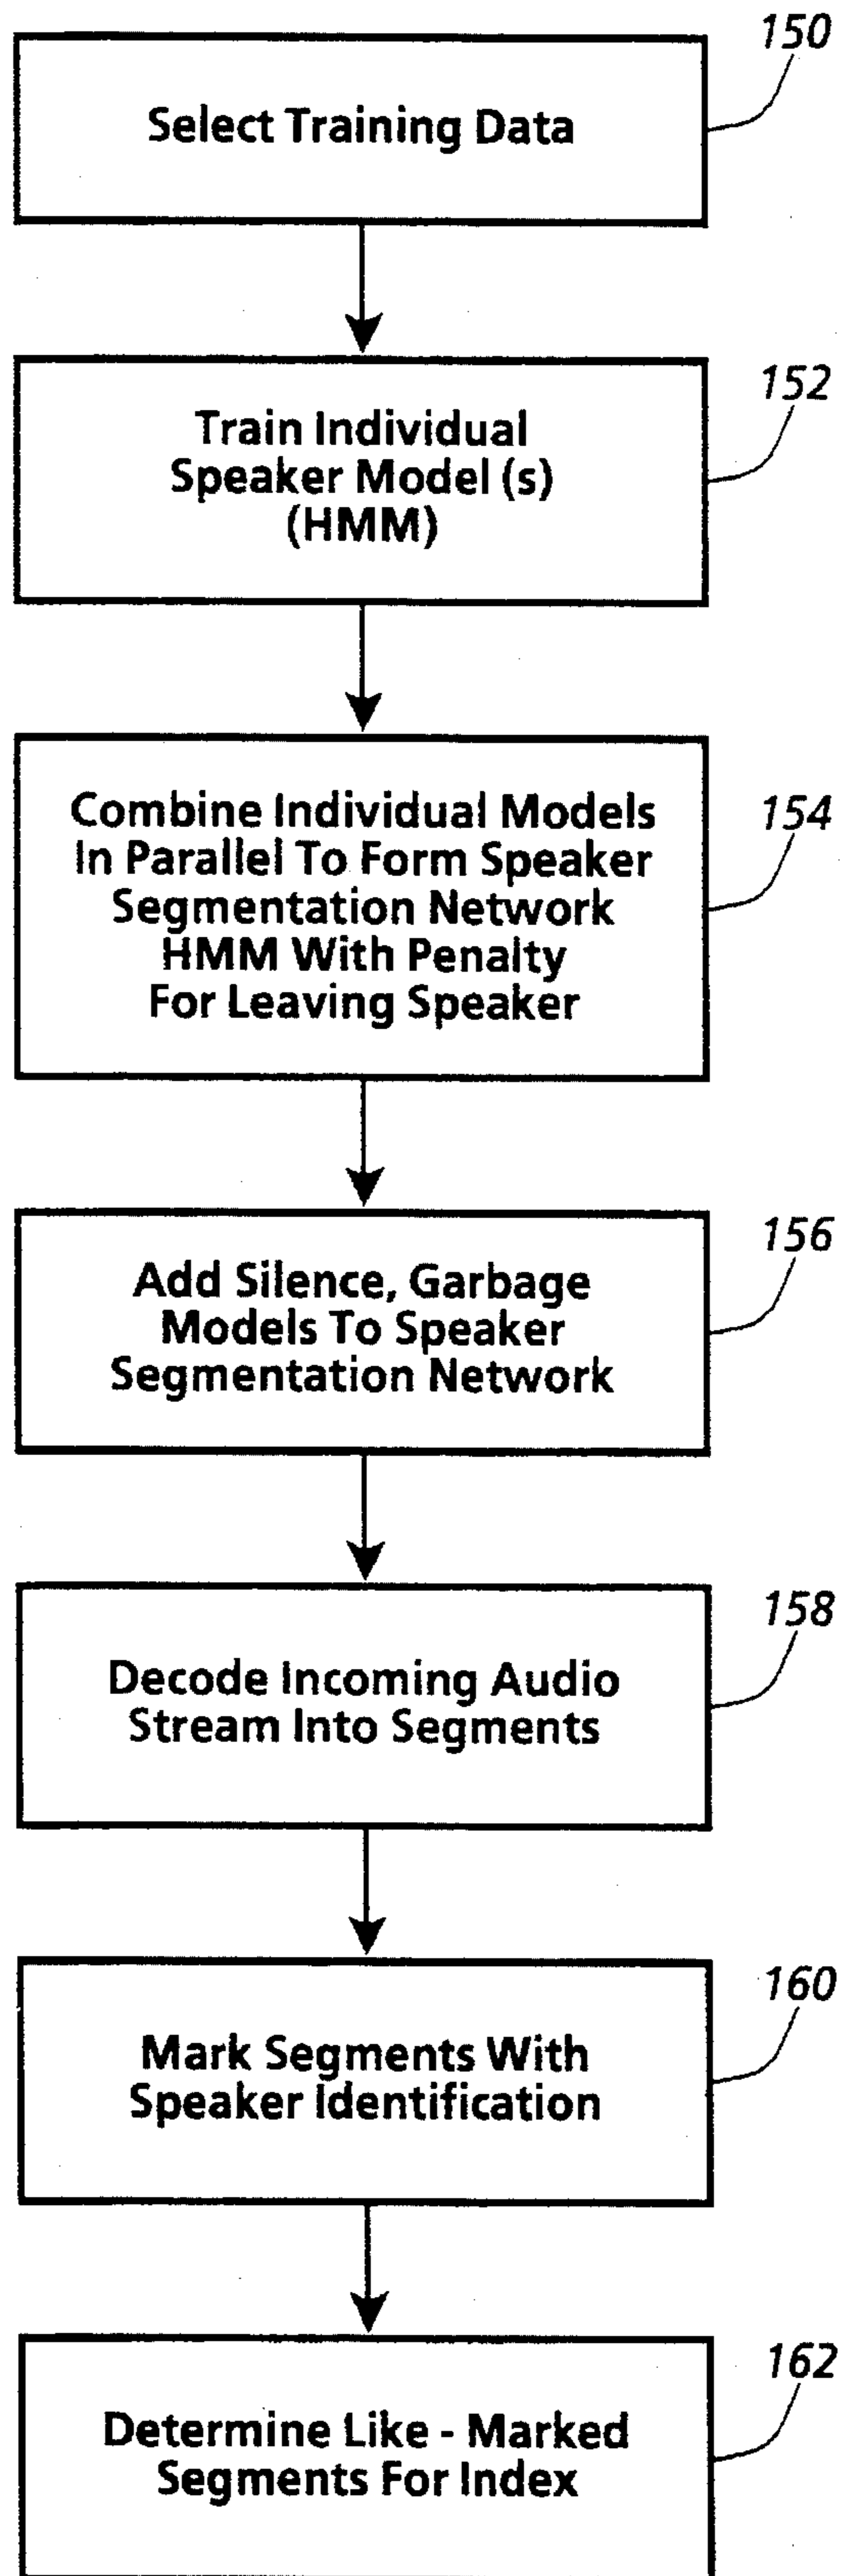 150
Select Training Data
152
Train Individual
Speaker Model (s)
(HMM)
154
Combine Individual Models
In Parallel To Form Speaker
Segmentation Network
HMM With Penalty
For Leaving Speaker
156
Add Silence, Garbage
Models To Speaker
Segmentation Network
158
Decode Incoming Audio
Stream Into Segments
160
Mark Segments With
Speaker Identification
162
Determine Like - Marked
Segments For Index